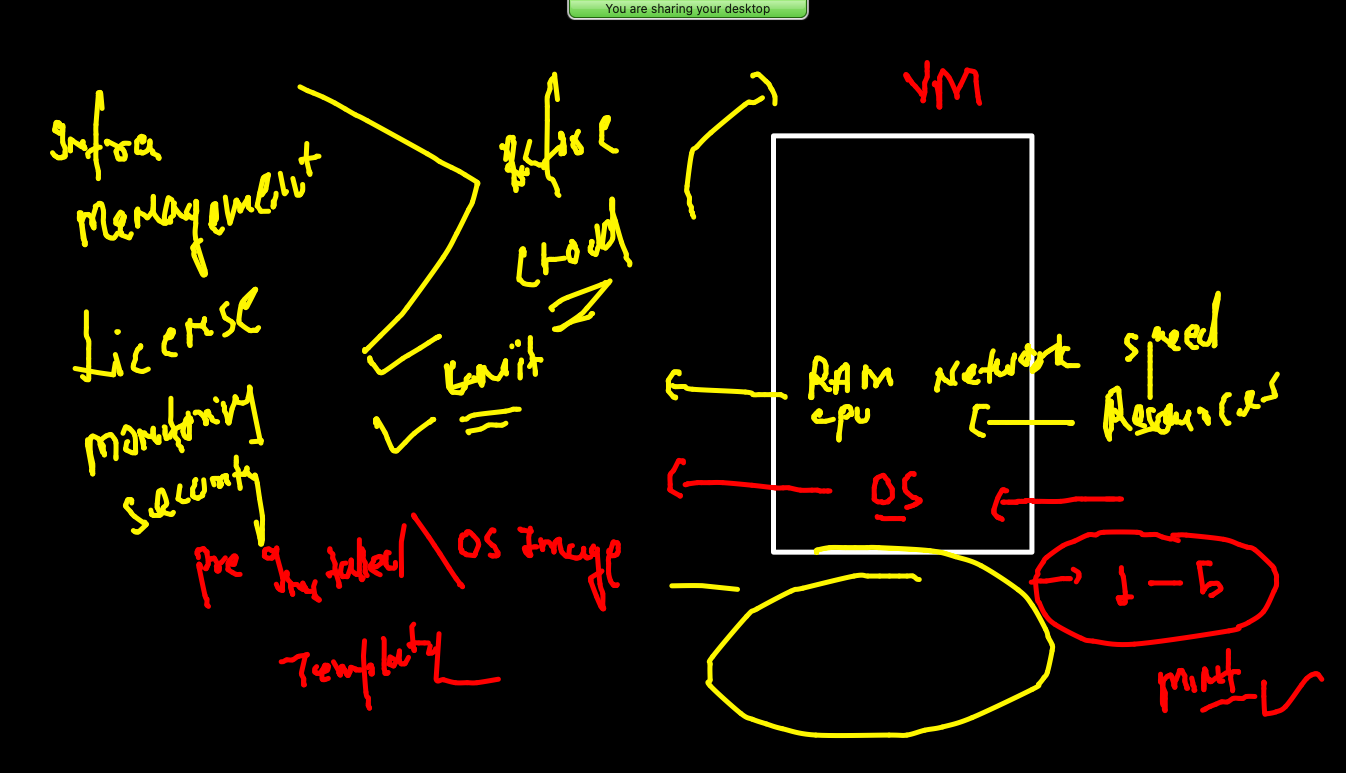 You are sharing your desktop
VM
Infra
Management
License
Monitoring
Security
Azure
Cloud
Limit
RAM
Network
CPU
Speed
Resources
OS
Pre Installed
OS Image
Templates
1 - 5
Mint